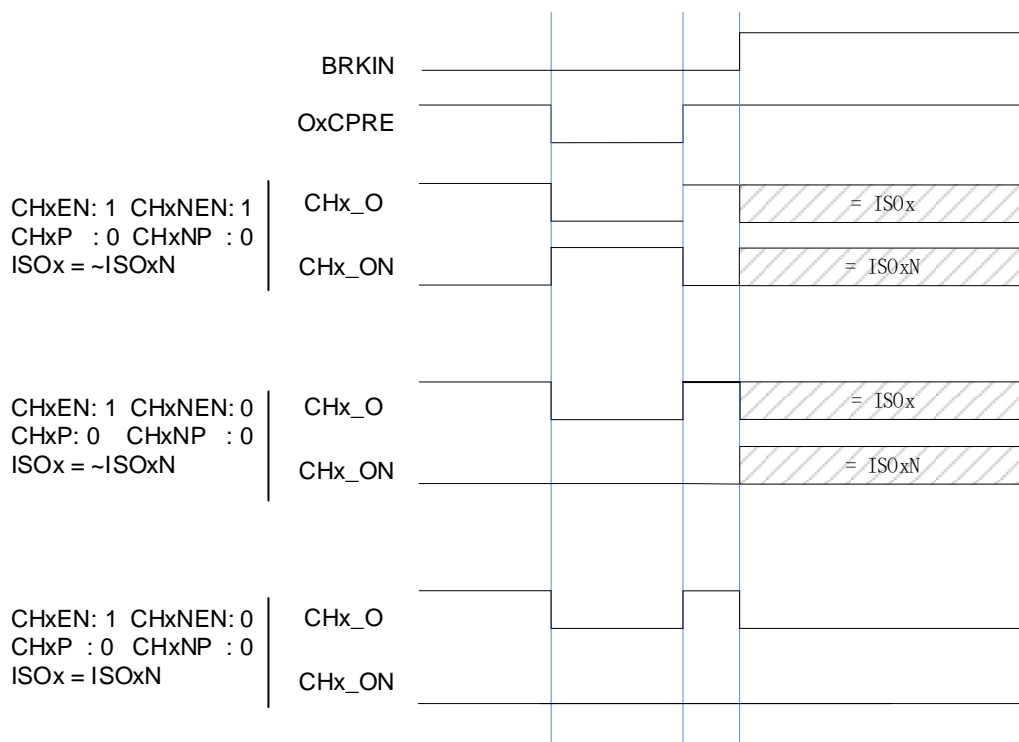 BRKIN
OxCPRE
CHxEN: 1 CHxNEN: 1
CHxP : 0 CHxNP : 0
ISOx = ~ISOxN
CHx_O
= ISOx
CHx_ON
= ISOxN
CHxEN: 1 CHxNEN: 0
CHxP: 0 CHxNP : 0
ISOx = ~ISOxN
CHx_O
= ISOx
CHx_ON
= ISOxN
CHxEN: 1 CHxNEN: 0
CHxP : 0 CHxNP : 0
ISOx = ISOxN
CHx_O
CHx_ON